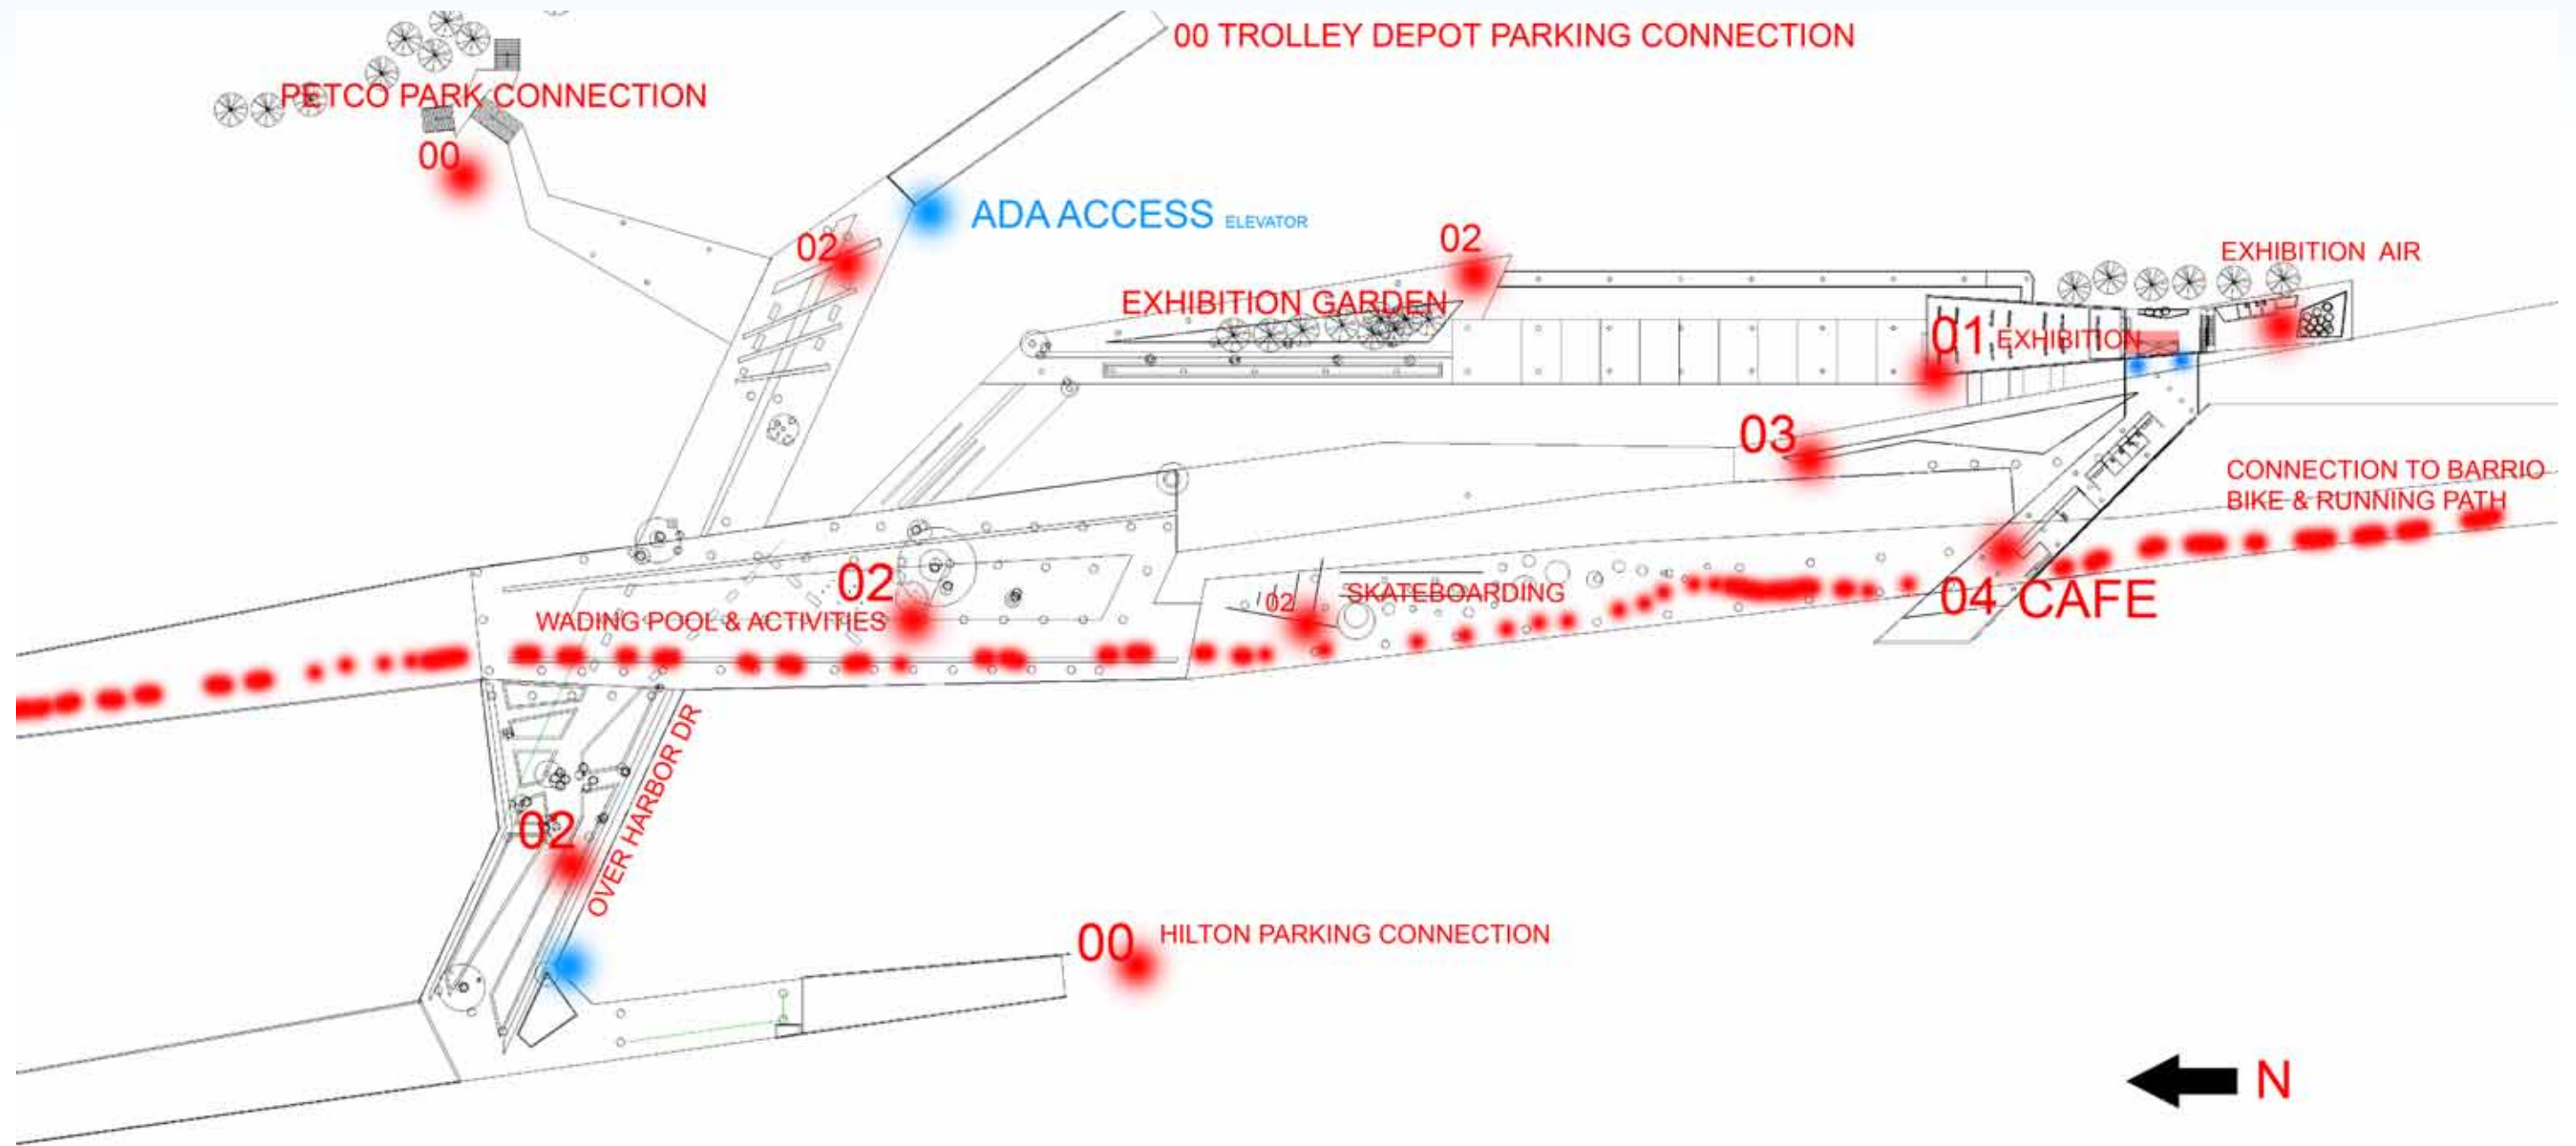 00 TROLLEY DEPOT PARKING CONNECTION
PETCO PARK CONNECTION
00
ADA ACCESS ELEVATOR
02
02
EXHIBITION AIR
EXHIBITION GARDEN
01 EXHIBITION
03
CONNECTION TO BARRIO
BIKE & RUNNING PATH
02
WADING POOL & ACTIVITIES
02
SKATEBOARDING
04 CAFE
OVER HARBOR DR
02
00 HILTON PARKING CONNECTION
N